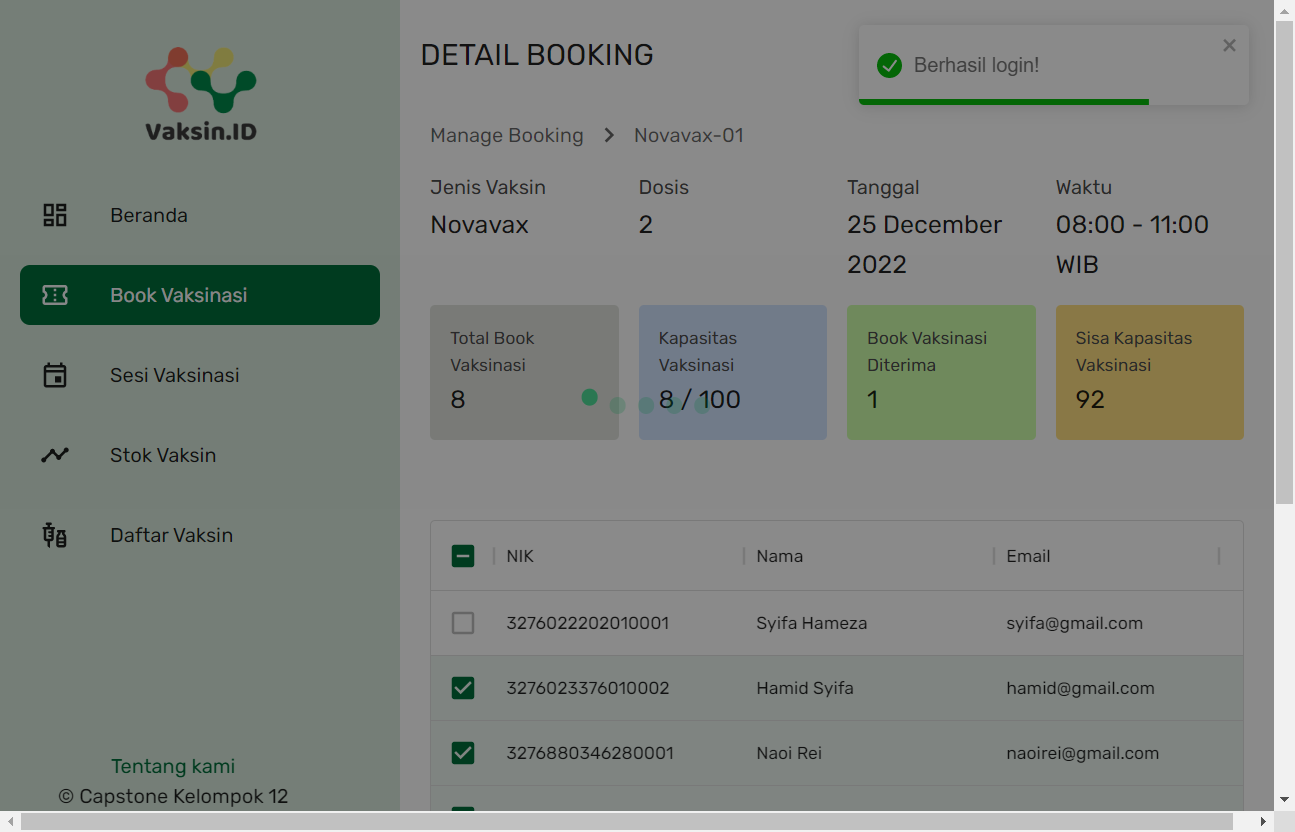 Vaksin.ID
Beranda
Book Vaksinasi
Sesi Vaksinasi
Stok Vaksin
Daftar Vaksin
Tentang kami
© Capstone Kelompok 12
DETAIL BOOKING
Berhasil login!
Manage Booking > Novavax-01
Jenis Vaksin
Novavax
Dosis
2
Tanggal
25 December
2022
Waktu
08:00 - 11:00
WIB
Total Book
Vaksinasi
8
Kapasitas
Vaksinasi
8 / 100
Book Vaksinasi
Diterima
1
Sisa Kapasitas
Vaksinasi
92
NIK Nama Email
3276022202010001 Syifa Hameza syifa@gmail.com
3276023376010002 Hamid Syifa hamid@gmail.com
3276880346280001 Naoi Rei naoirei@gmail.com